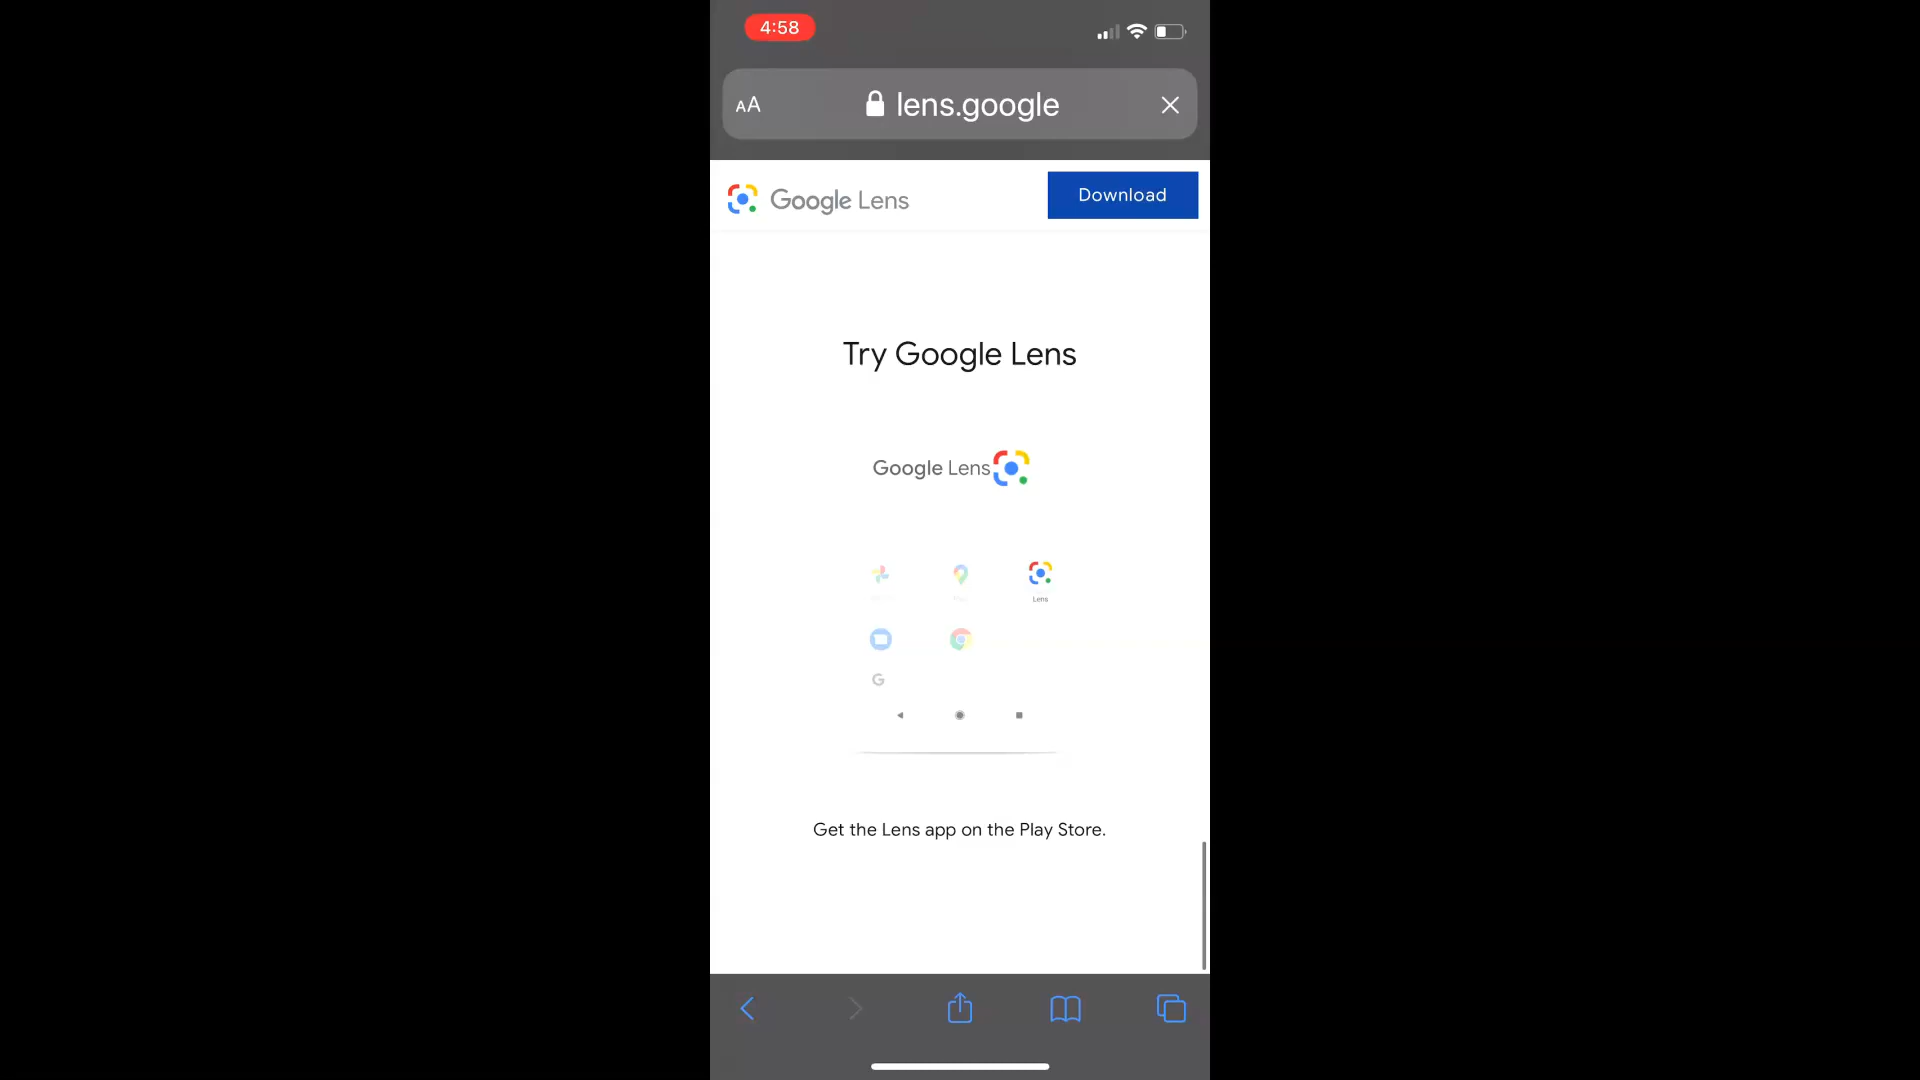 4:58
AA lens.google
Google Lens Download
Try Google Lens
Google Lens
Lens
G
Get the Lens app on the Play Store.